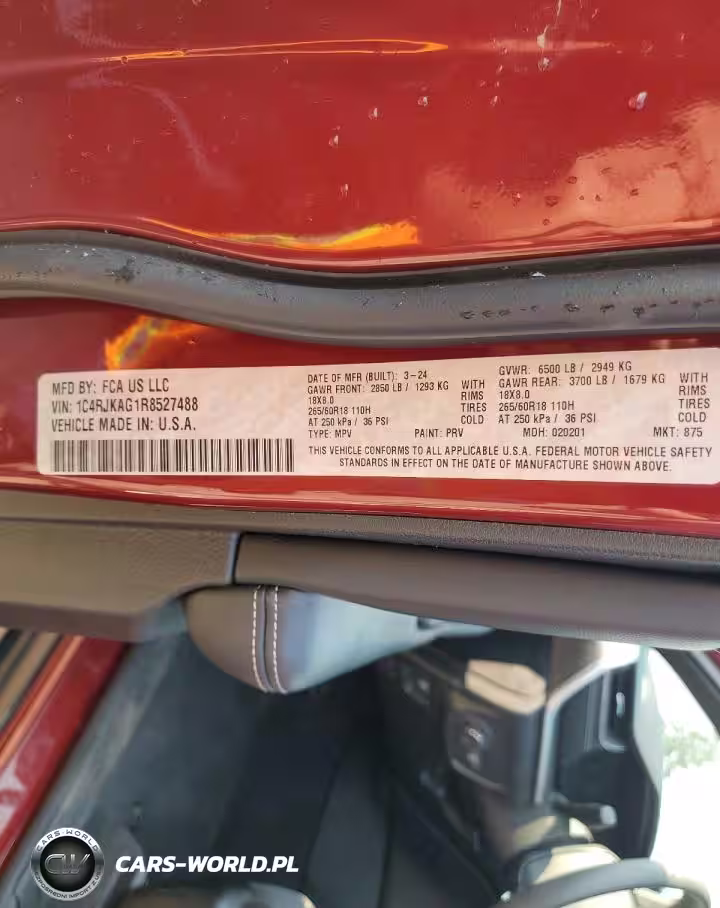 MFD BY: FCA US LLC
VIN: 1C4RJKAG1R8527488
VEHICLE MADE IN: U.S.A.
DATE OF MFR (BUILT): 3-24
GAWR FRONT: 2850 LB / 1293 KG WITH
18X8.0 RIMS
265/60R18 110H TIRES
AT 250 kPa / 36 PSI COLD
TYPE: MPV PAINT: PRV
GVWR: 6500 LB / 2949 KG
GAWR REAR: 3700 LB / 1679 KG WITH
18X8.0 RIMS
265/60R18 110H TIRES
AT 250 kPa / 36 PSI COLD
MDH: 020201 MKT: 875
THIS VEHICLE CONFORMS TO ALL APPLICABLE U.S.A. FEDERAL MOTOR VEHICLE SAFETY
STANDARDS IN EFFECT ON THE DATE OF MANUFACTURE SHOWN ABOVE.
CARS-WORLD
CW
CARS-WORLD.PL